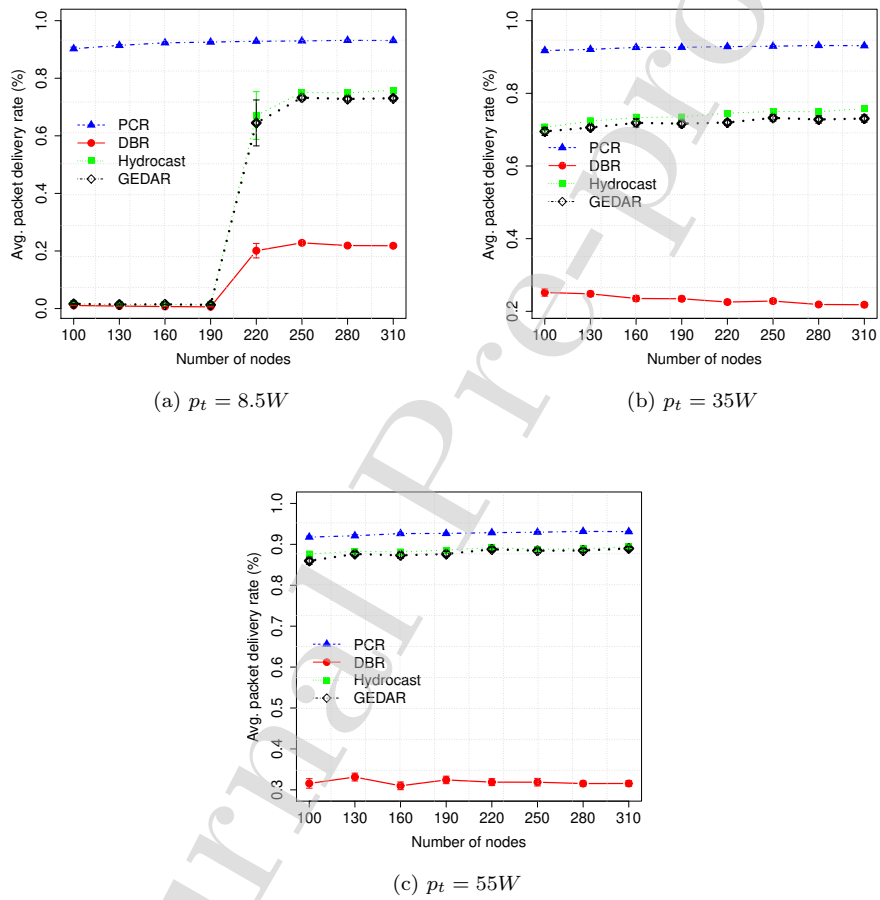 1.0
0.8
0.6
0.4
0.2
0.0
Avg. packet delivery rate (%)
PCR
DBR
Hydrocast
GEDAR
100 130 160 190 220 250 280 310
Number of nodes
(a) p_t = 8.5W
1.0
0.8
0.6
0.4
0.2
Avg. packet delivery rate (%)
PCR
DBR
Hydrocast
GEDAR
100 130 160 190 220 250 280 310
Number of nodes
(b) p_t = 35W
1.0
0.9
0.8
0.7
0.6
0.5
0.4
0.3
Avg. packet delivery rate (%)
PCR
DBR
Hydrocast
GEDAR
100 130 160 190 220 250 280 310
Number of nodes
(c) p_t = 55W
urnal Pre-pro